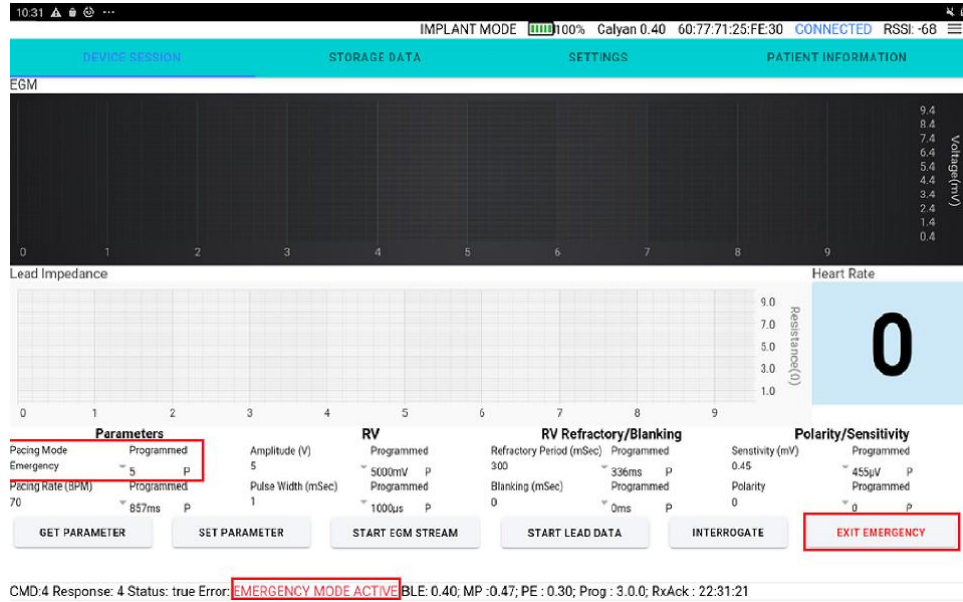 10:31
IMPLANT MODE 100% Calyan 0.40 60:77:71:25:FE:30 CONNECTED RSSI: -68
DEVICE SESSION STORAGE DATA SETTINGS PATIENT INFORMATION
EGM
9.4
8.4
7.4
6.4
5.4
4.4
3.4
2.4
1.4
0.4
Voltage(mV)
0 1 2 3 4 5 6 7 8 9
Lead Impedance Heart Rate
9.0
7.0
5.0
3.0
1.0
Resistance(Ω)
0
0 1 2 3 4 5 6 7 8 9
Parameters RV RV Refractory/Blanking Polarity/Sensitivity
Pacing Mode Programmed Amplitude (V) Programmed Refractory Period (mSec) Programmed Senstivity (mV) Programmed
Emergency 5 P 5 5000mV P 300 336ms P 0.45 455µV P
Pacing Rate (BPM) Programmed Pulse Width (mSec) Programmed Blanking (mSec) Programmed Polarity Programmed
70 857ms P 1 1000µs P 0 0ms P 0 0 P
GET PARAMETER SET PARAMETER START EGM STREAM START LEAD DATA INTERROGATE EXIT EMERGENCY
CMD:4 Response: 4 Status: true Error: EMERGENCY MODE ACTIVE BLE: 0.40; MP :0.47; PE : 0.30; Prog : 3.0.0; RxAck : 22:31:21